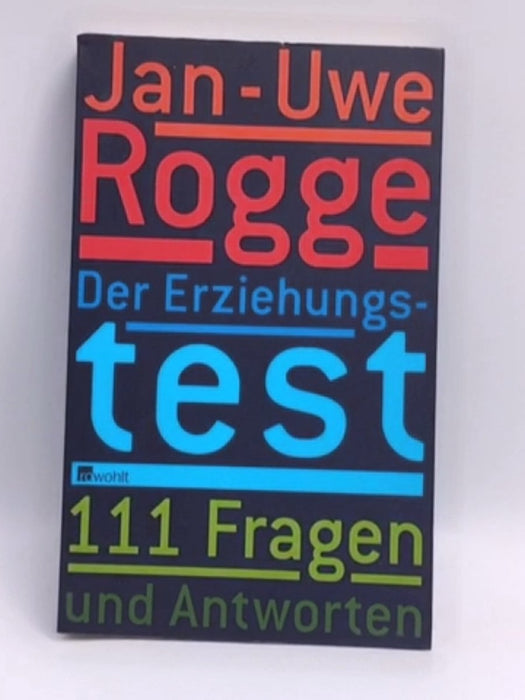 Jan-Uwe
Rogge
Der Erziehungs-
test
rowohlt
111 Fragen
und Antworten